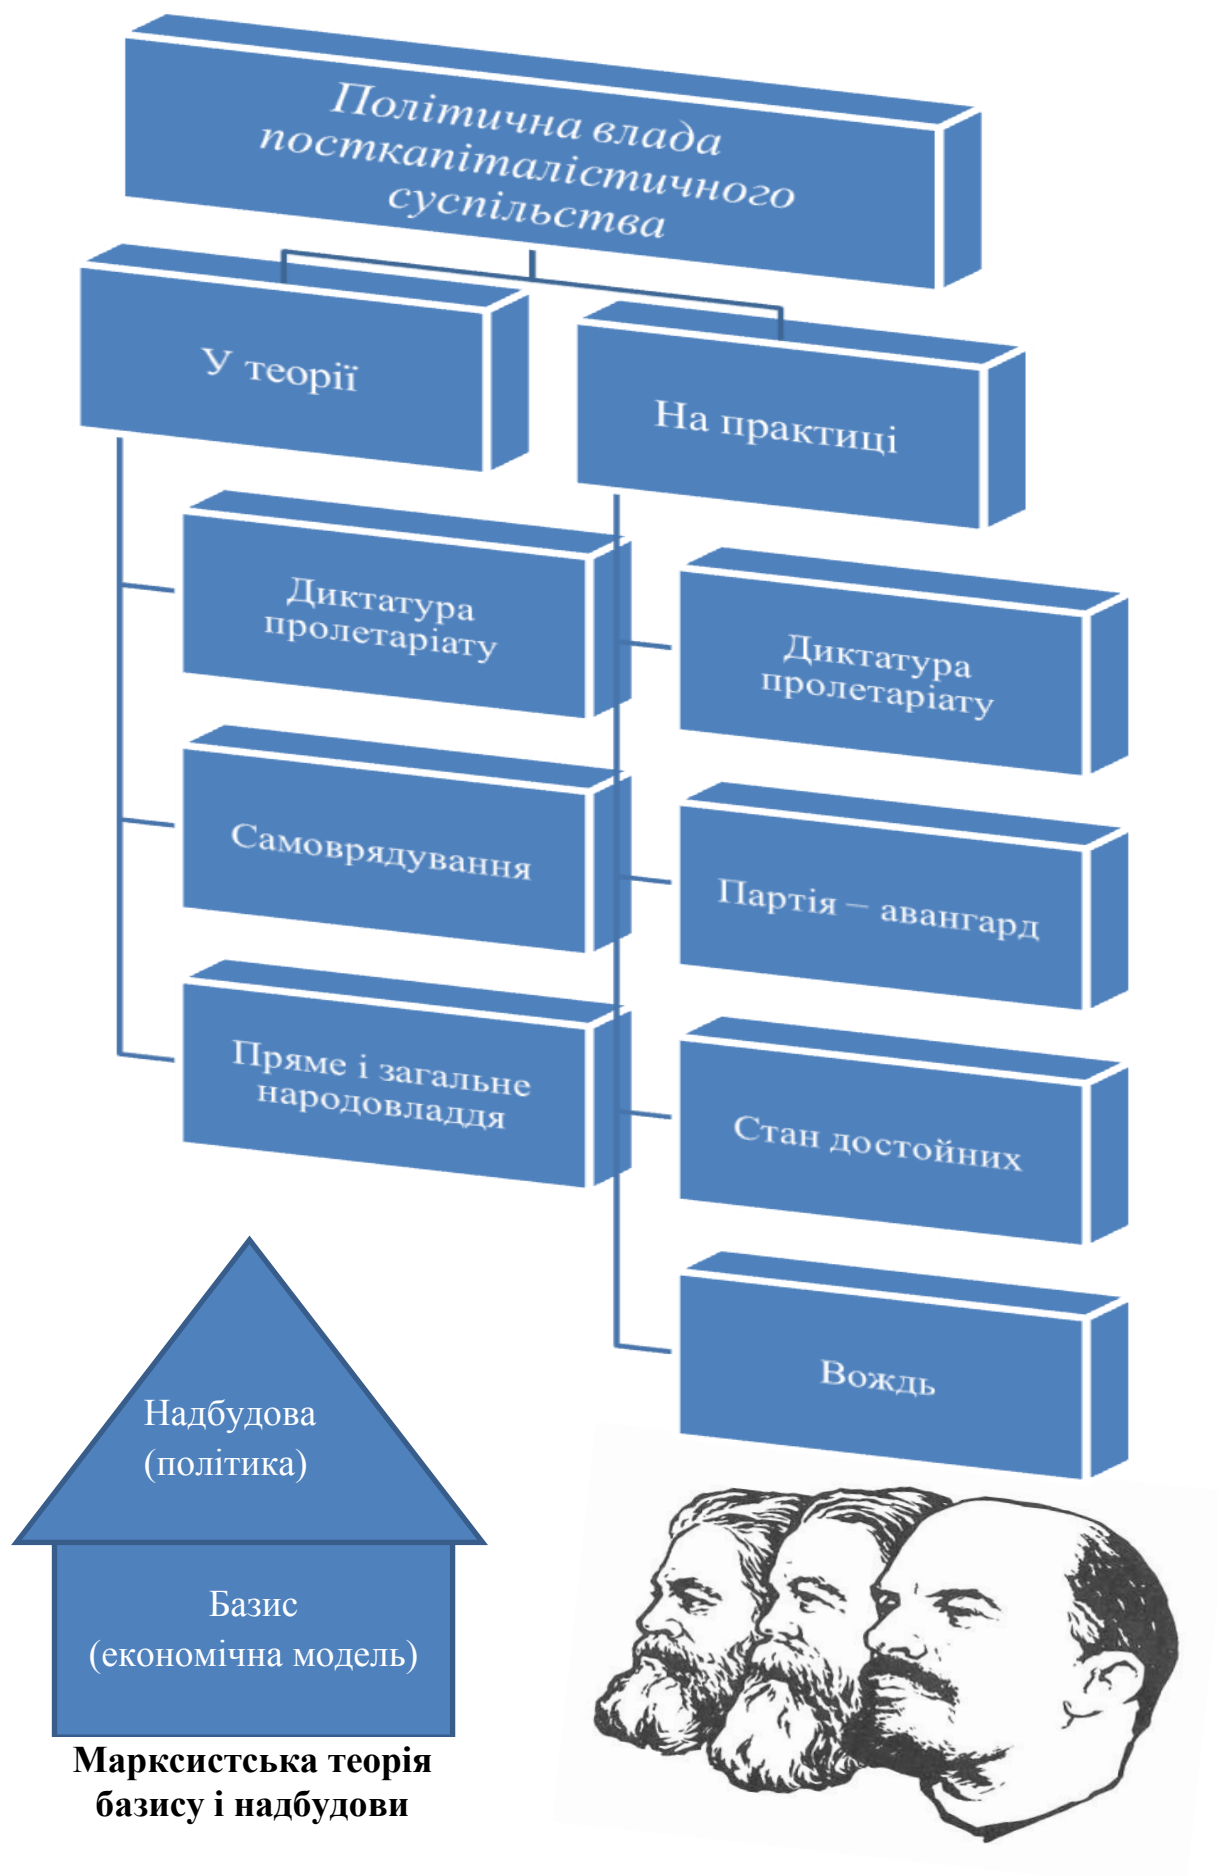 Політична влада
посткапіталістичного
суспільства
У теорії
На практиці
Диктатура
пролетаріату
Самоврядування
Пряме і загальне
народовладдя
Диктатура
пролетаріату
Партія – авангард
Стан достойних
Вождь
Надбудова
(політика)
Базис
(економічна модель)
Марксистська теорія
базису і надбудови